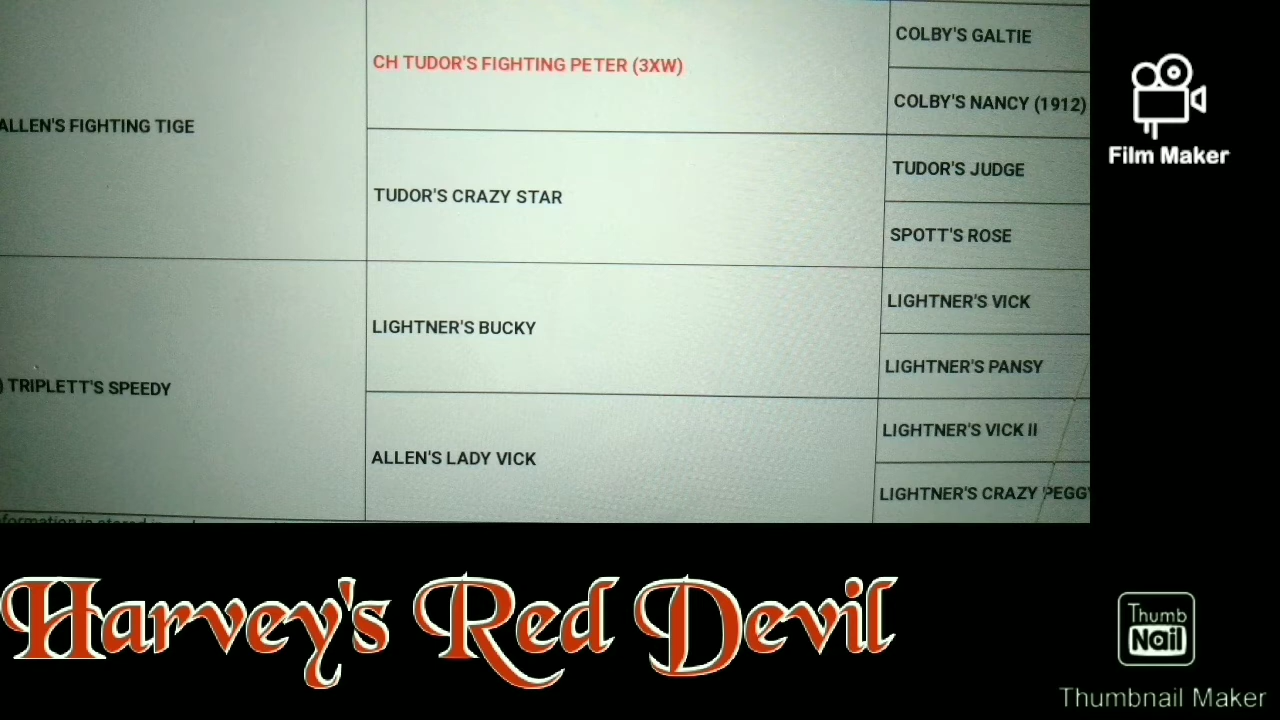 COLBY'S GALTIE
CH TUDOR'S FIGHTING PETER (3XW)
COLBY'S NANCY (1912)
ALLEN'S FIGHTING TIGE
TUDOR'S JUDGE
TUDOR'S CRAZY STAR
SPOTT'S ROSE
LIGHTNER'S VICK
LIGHTNER'S BUCKY
LIGHTNER'S PANSY
) TRIPLETT'S SPEEDY
LIGHTNER'S VICK II
ALLEN'S LADY VICK
LIGHTNER'S CRAZY PEGGY
Film Maker
Harvey's Red Devil
Thumb
Nail
Thumbnail Maker